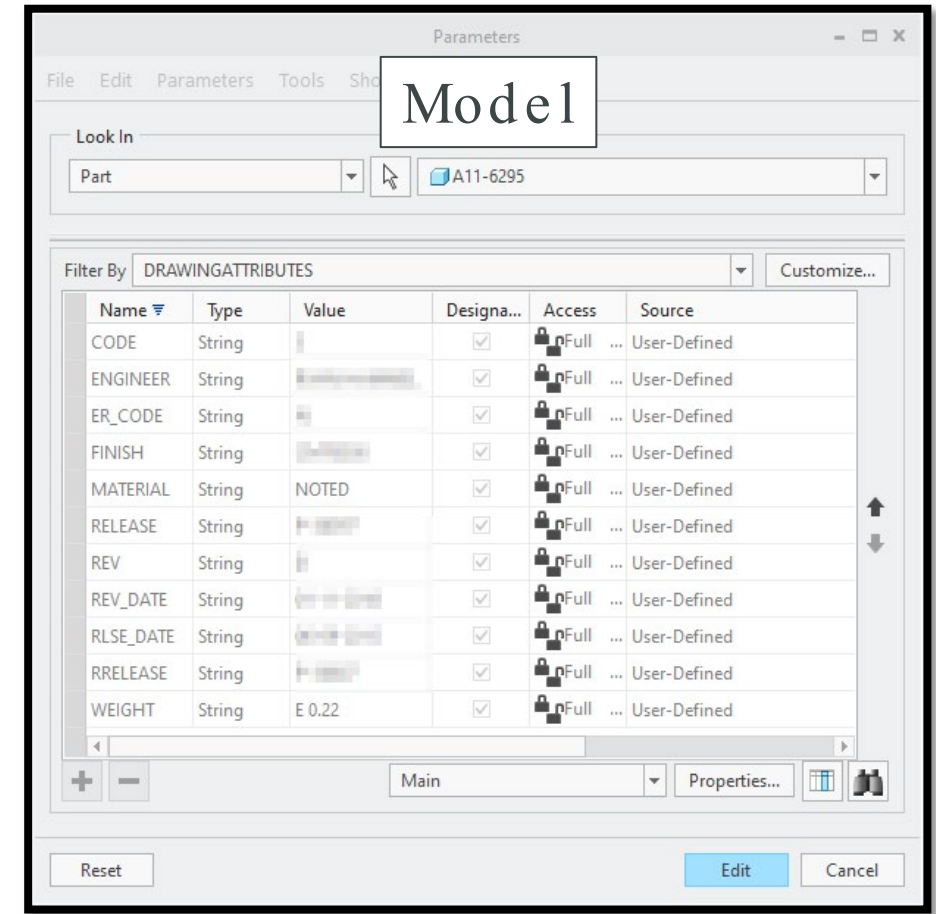 Parameters
File Edit Parameters Tools
Model
Look In
Part A11-6295
Filter By DRAWINGATTRIBUTES Customize...
Name Type Value Designa... Access Source
CODE String Full ... User-Defined
ENGINEER String Full ... User-Defined
ER_CODE String Full ... User-Defined
FINISH String Full ... User-Defined
MATERIAL String NOTED Full ... User-Defined
RELEASE String Full ... User-Defined
REV String Full ... User-Defined
REV_DATE String Full ... User-Defined
RLSE_DATE String Full ... User-Defined
RRELEASE String Full ... User-Defined
WEIGHT String E 0.22 Full ... User-Defined
Main Properties...
Reset Edit Cancel